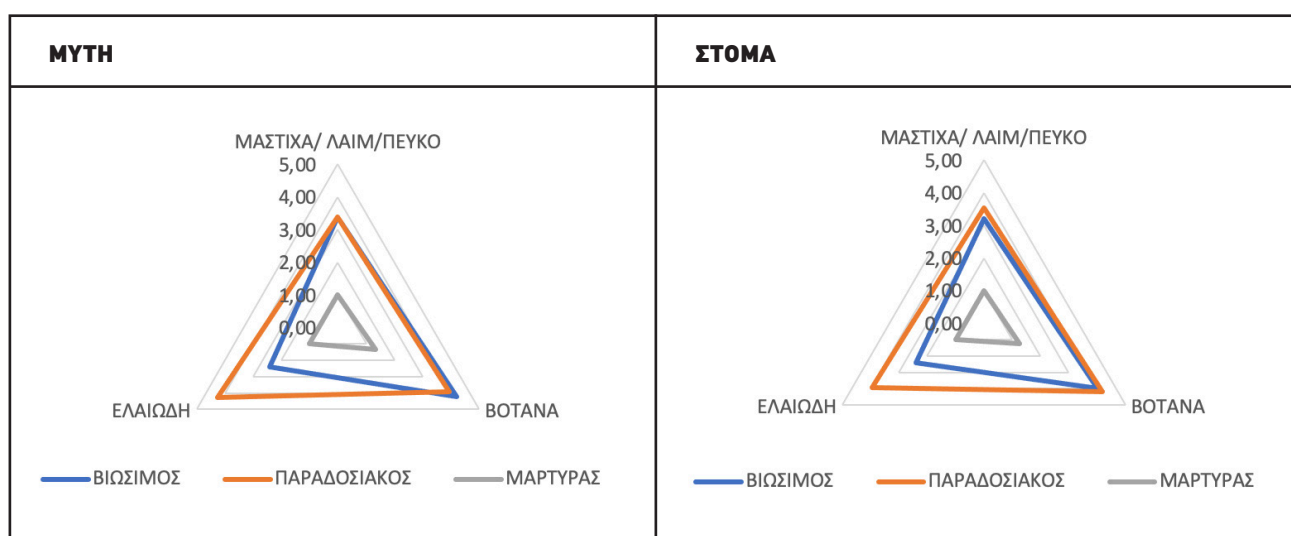 ΜΥΤΗ
ΜΑΣΤΙΧΑ/ ΛΑΙΜ/ΠΕΥΚΟ
5,00
4,00
3,00
2,00
1,00
0,00
ΕΛΑΙΩΔΗ
ΒΟΤΑΝΑ
ΒΙΩΣΙΜΟΣ ΠΑΡΑΔΟΣΙΑΚΟΣ ΜΑΡΤΥΡΑΣ
ΣΤΟΜΑ
ΜΑΣΤΙΧΑ/ ΛΑΙΜ/ΠΕΥΚΟ
5,00
4,00
3,00
2,00
1,00
0,00
ΕΛΑΙΩΔΗ
ΒΟΤΑΝΑ
ΒΙΩΣΙΜΟΣ ΠΑΡΑΔΟΣΙΑΚΟΣ ΜΑΡΤΥΡΑΣ